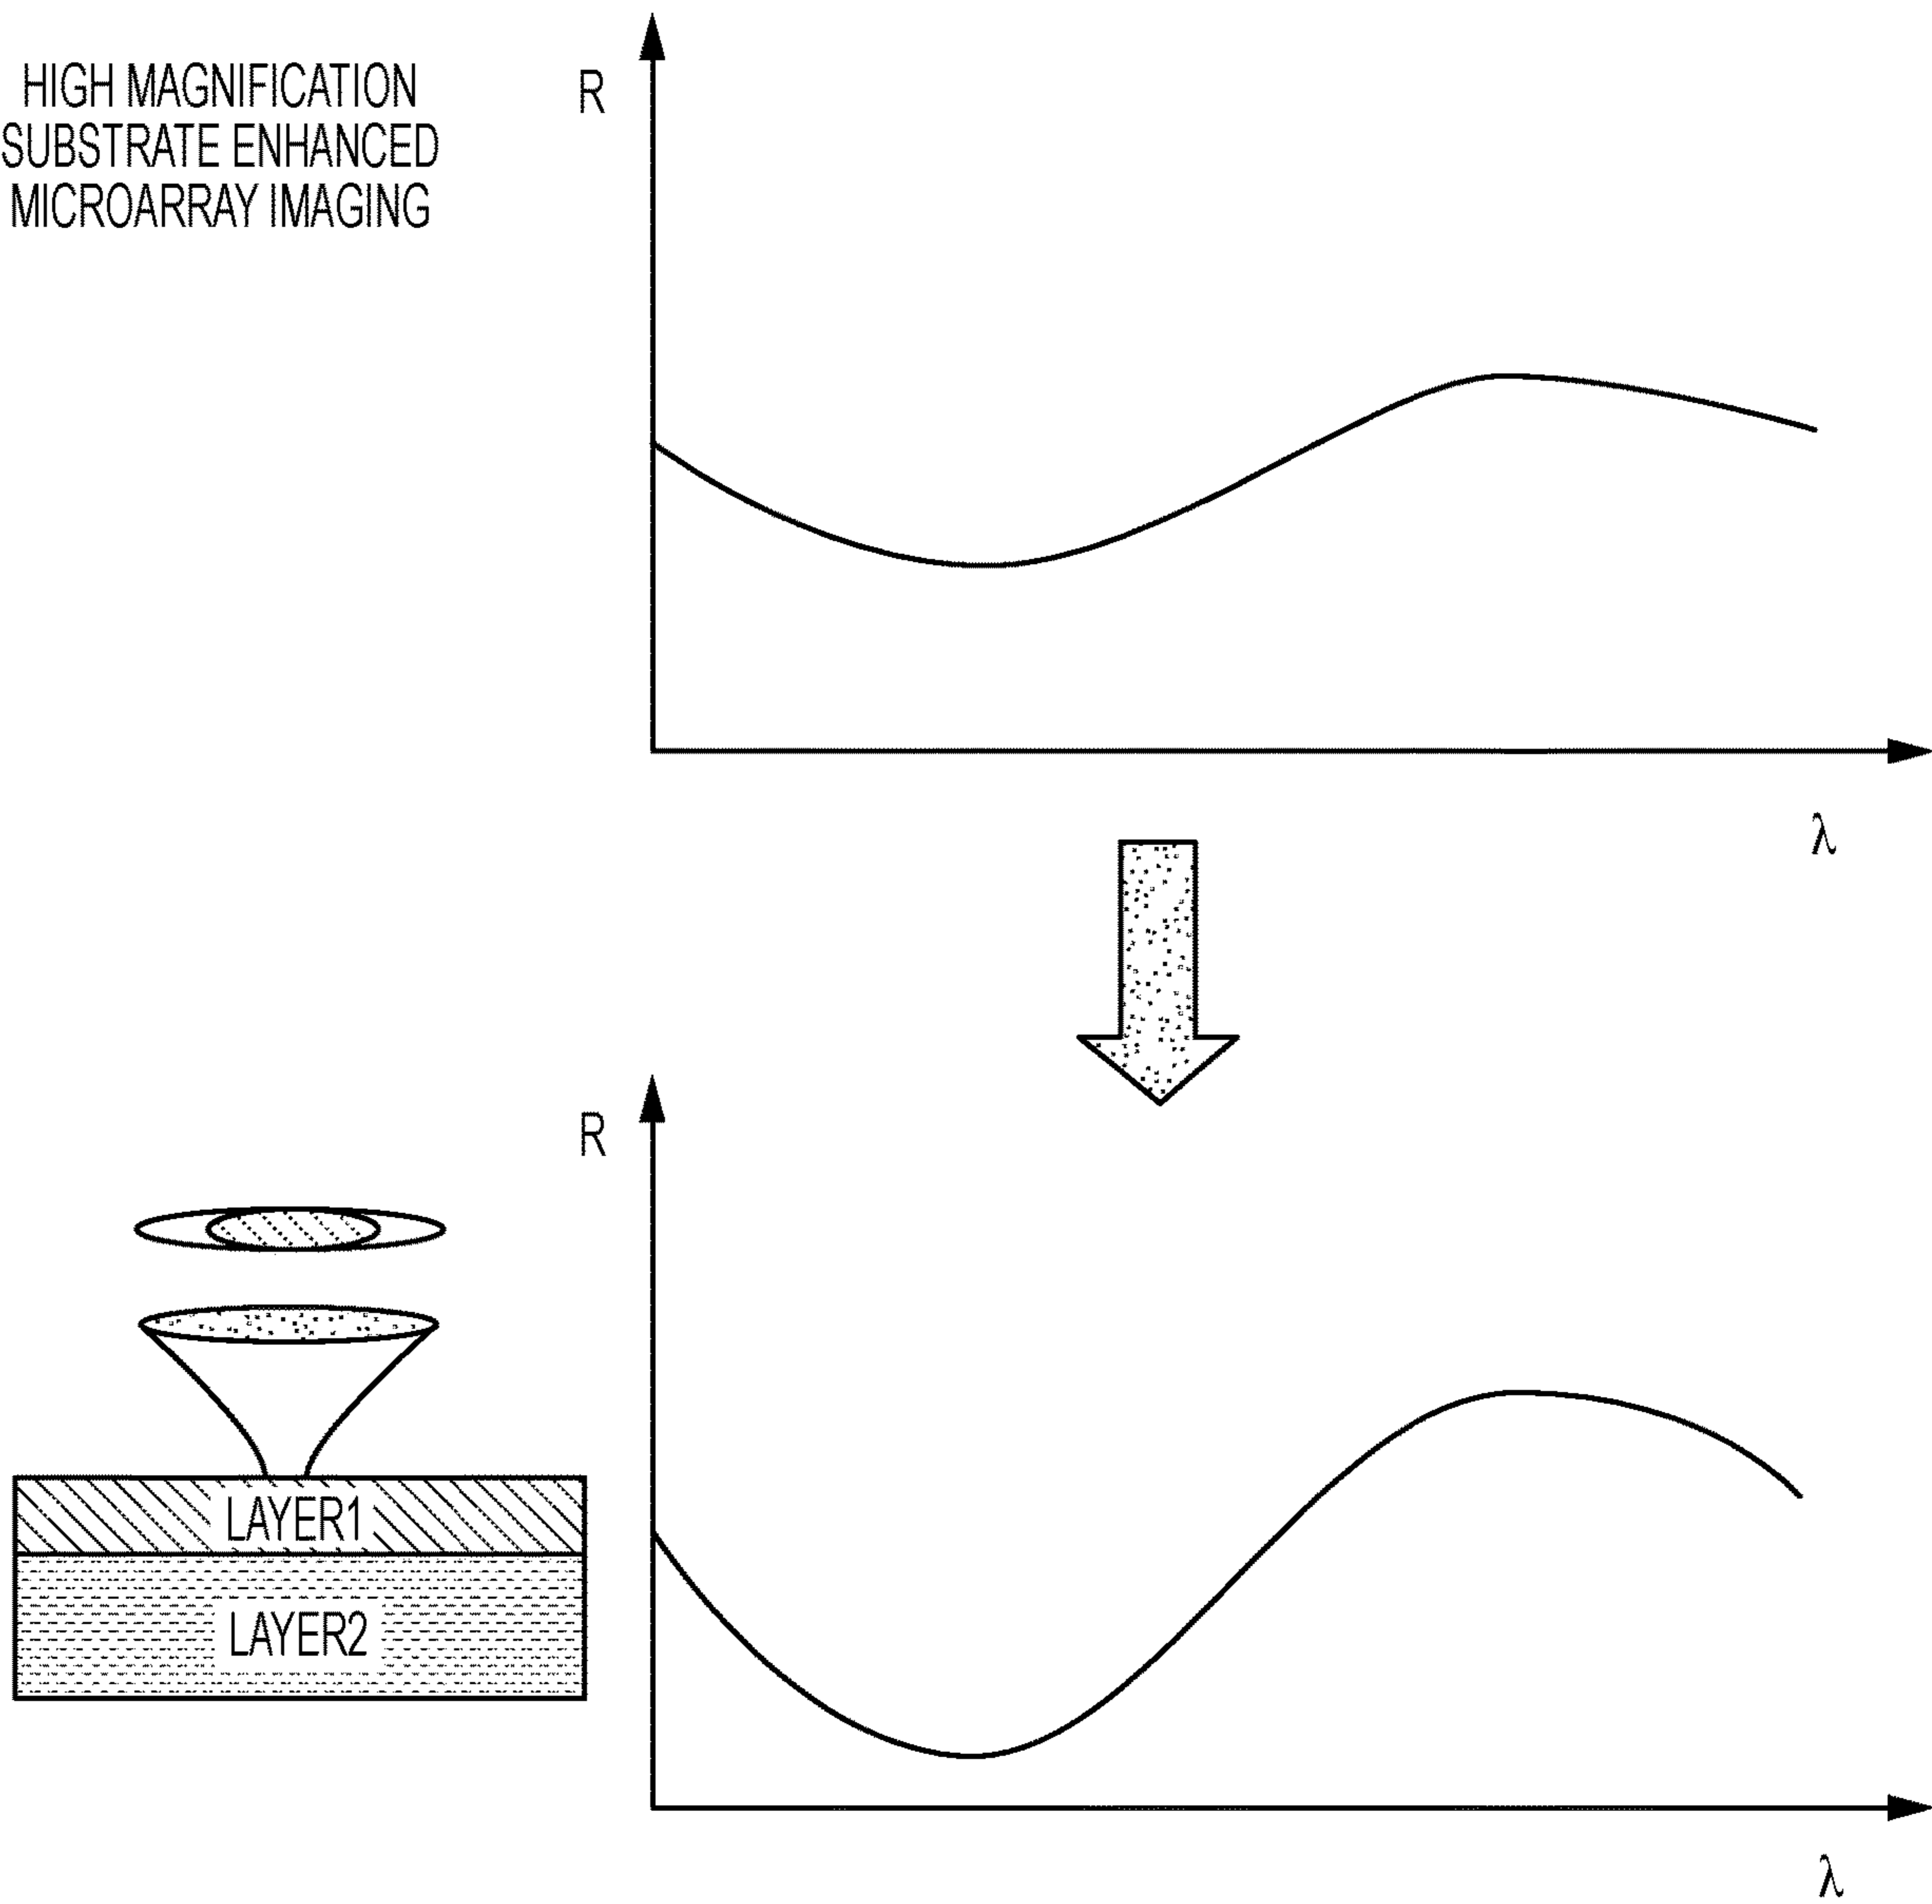 HIGH MAGNIFICATION
SUBSTRATE ENHANCED
MICROARRAY IMAGING
R
λ
R
LAYER1
LAYER2
λ